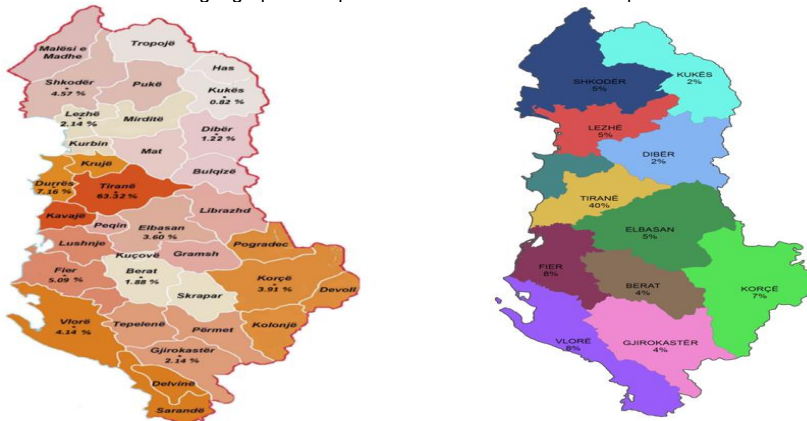 Malësi e
Madhe
Tropojë
Has
Shkodër
4.57 %
Pukë
Kukës
0.82 %
Lezhë
2.14 %
Mirditë
Dibër
1.22 %
Kurbin
Mat
Krujë
Bulqizë
Durrës
7.16 %
Tiranë
63.32 %
Librazhd
Kavajë
Peqin
Elbasan
3.60 %
Lushnje
Pogradec
Kuçovë
Gramsh
Fier
5.09 %
Berat
1.88 %
Korçë
3.91 %
Devoll
Skrapar
Vlorë
4.14 %
Tepelenë
Përmet
Kolonjë
Gjirokastër
2.14 %
Delvinë
Sarandë
SHKODËR
5%
KUKËS
2%
LEZHË
5%
DIBËR
2%
TIRANË
40%
ELBASAN
5%
FIER
8%
BERAT
4%
KORÇË
7%
VLORË
8%
GJIROKASTËR
4%